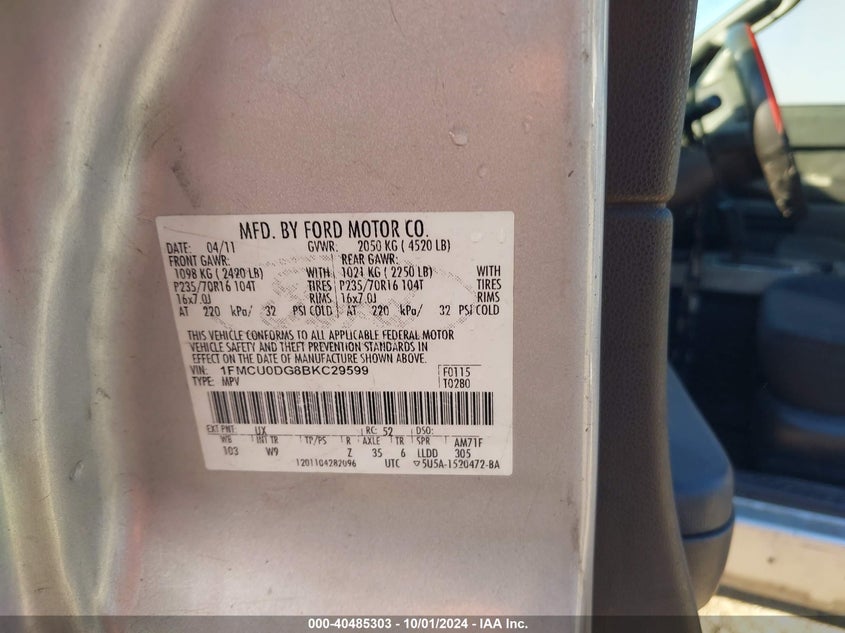 MFD. BY FORD MOTOR CO.
DATE: 04/11 GVWR: 2050 KG ( 4520 LB)
FRONT GAWR: REAR GAWR:
1098 KG (2420 LB) WITH 1021 KG (2250 LB) WITH
P235/70R16 104T TIRES P235/70R16 104T TIRES
16x7.0J RIMS 16x7.0J RIMS
AT 220 kPa/ 32 PSI COLD AT 220 kPa/ 32 PSI COLD
THIS VEHICLE CONFORMS TO ALL APPLICABLE FEDERAL MOTOR
VEHICLE SAFETY AND THEFT PREVENTION STANDARDS IN
EFFECT ON THE DATE OF MANUFACTURE SHOWN ABOVE.
VIN: 1FMCU0DG8BKC29599 F0115
TYPE: MPV T0280
EXT PNT: UX RC: 52 DSO:
WB INT TR TP/PS R AXLE TR SPR AM71F
103 W9 Z 35 6 LLDD 305
1201104282096 UTC 5U5A-1520472-BA
000-40485303 - 10/01/2024 - IAA Inc.